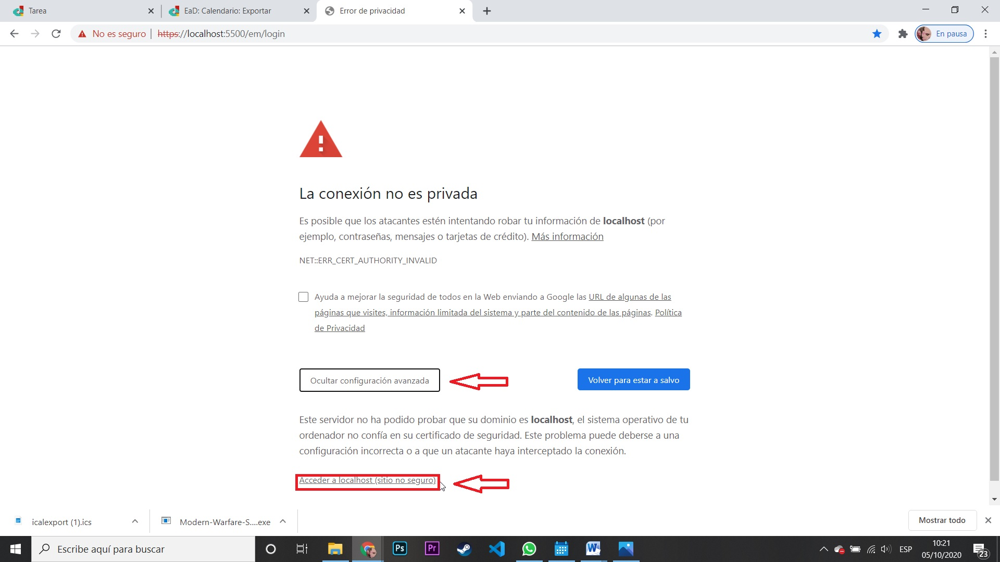 Tarea
EaD: Calendario: Exportar
Error de privacidad
No es seguro
https://localhost:5500/em/login
En pausa
La conexión no es privada
Es posible que los atacantes estén intentando robar tu información de localhost (por
ejemplo, contraseñas, mensajes o tarjetas de crédito). Más información
NET::ERR_CERT_AUTHORITY_INVALID
Ayuda a mejorar la seguridad de todos en la Web enviando a Google las URL de algunas de las
páginas que visites, información limitada del sistema y parte del contenido de las páginas. Política
de Privacidad
Ocultar configuración avanzada
Volver para estar a salvo
Este servidor no ha podido probar que su dominio es localhost, el sistema operativo de tu
ordenador no confía en su certificado de seguridad. Este problema puede deberse a una
configuración incorrecta o a que un atacante haya interceptado la conexión.
Acceder a localhost (sitio no seguro)
icalexport (1).ics
Modern-Warfare-S....exe
Mostrar todo
Escribe aquí para buscar
Ps
Pr
W
ESP
10:21
05/10/2020
23